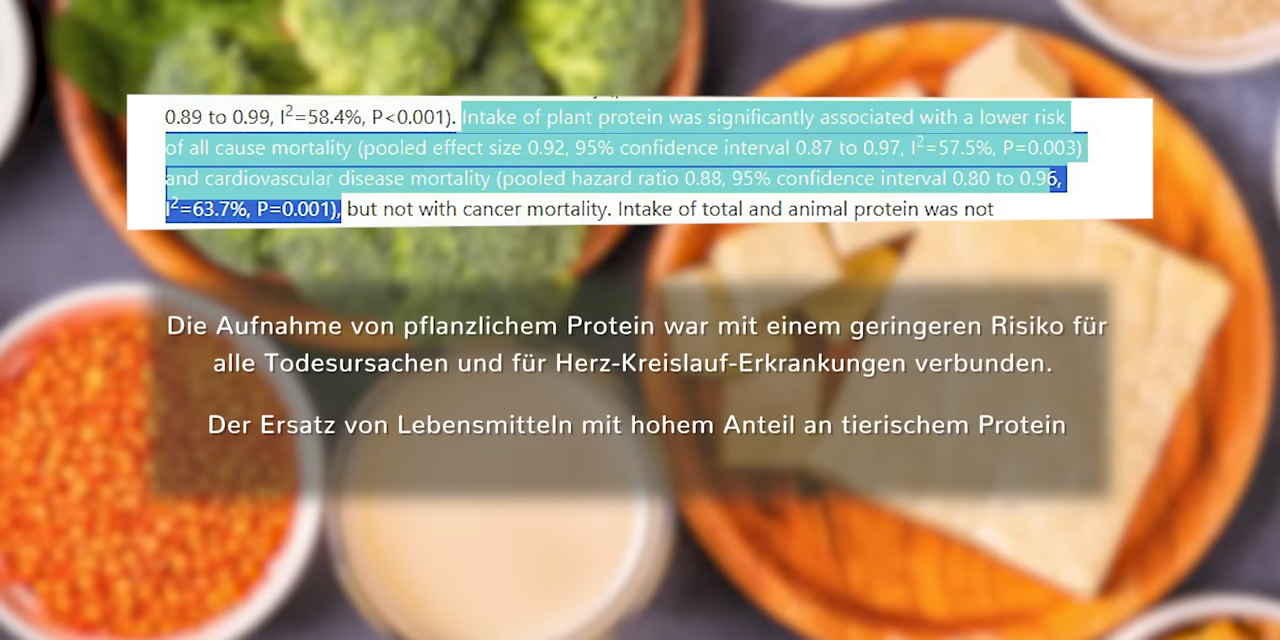 0.89 to 0.99, I²=58.4%, P<0.001). Intake of plant protein was significantly associated with a lower risk
of all cause mortality (pooled effect size 0.92, 95% confidence interval 0.87 to 0.97, I²=57.5%, P=0.003)
and cardiovascular disease mortality (pooled hazard ratio 0.88, 95% confidence interval 0.80 to 0.96,
I²=63.7%, P=0.001), but not with cancer mortality. Intake of total and animal protein was not
Die Aufnahme von pflanzlichem Protein war mit einem geringeren Risiko für
alle Todesursachen und für Herz-Kreislauf-Erkrankungen verbunden.
Der Ersatz von Lebensmitteln mit hohem Anteil an tierischem Protein